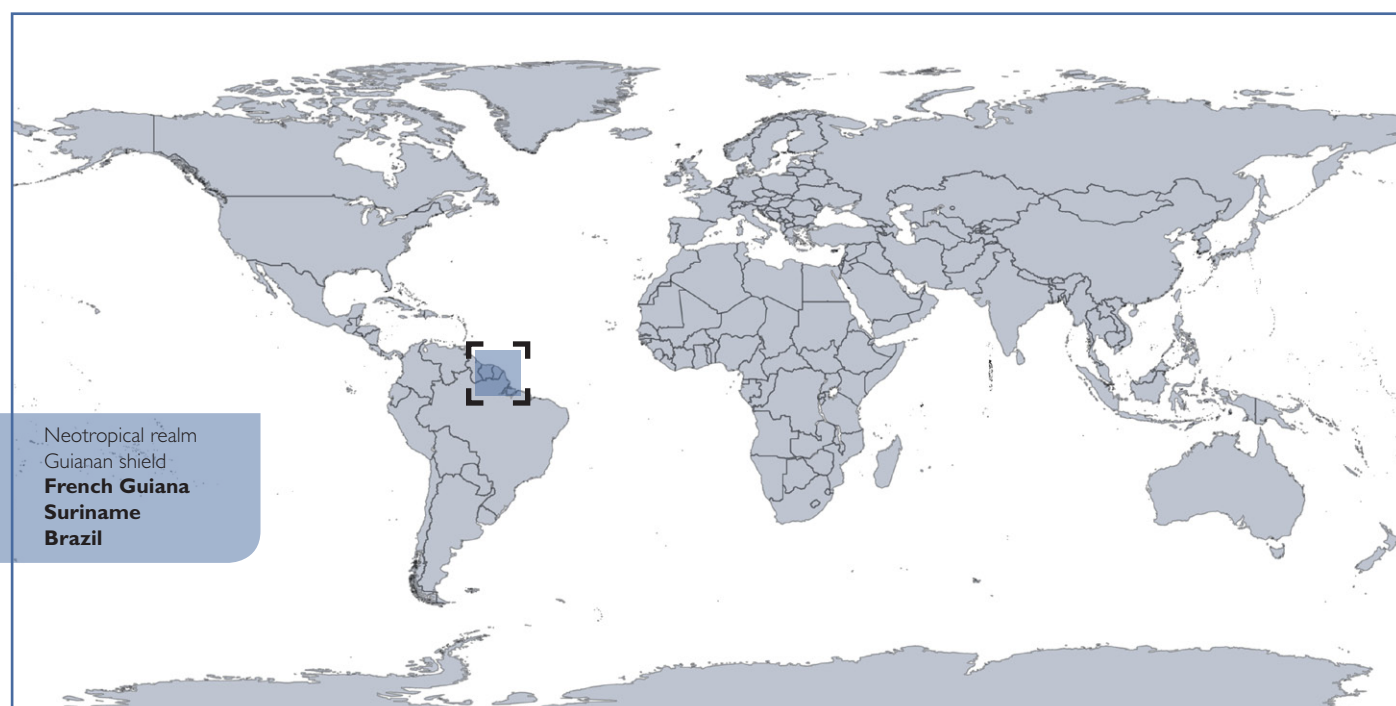 Neotropical realm
Guianan shield
French Guiana
Suriname
Brazil